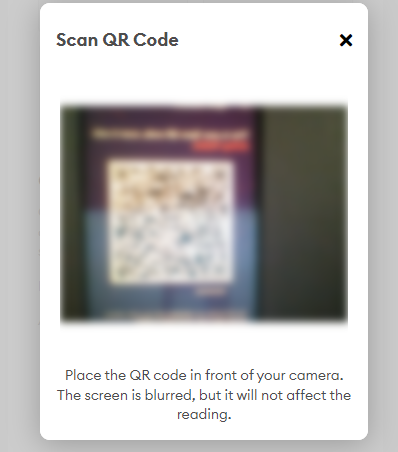 Scan QR Code
Place the QR code in front of your camera.
The screen is blurred, but it will not affect the
reading.